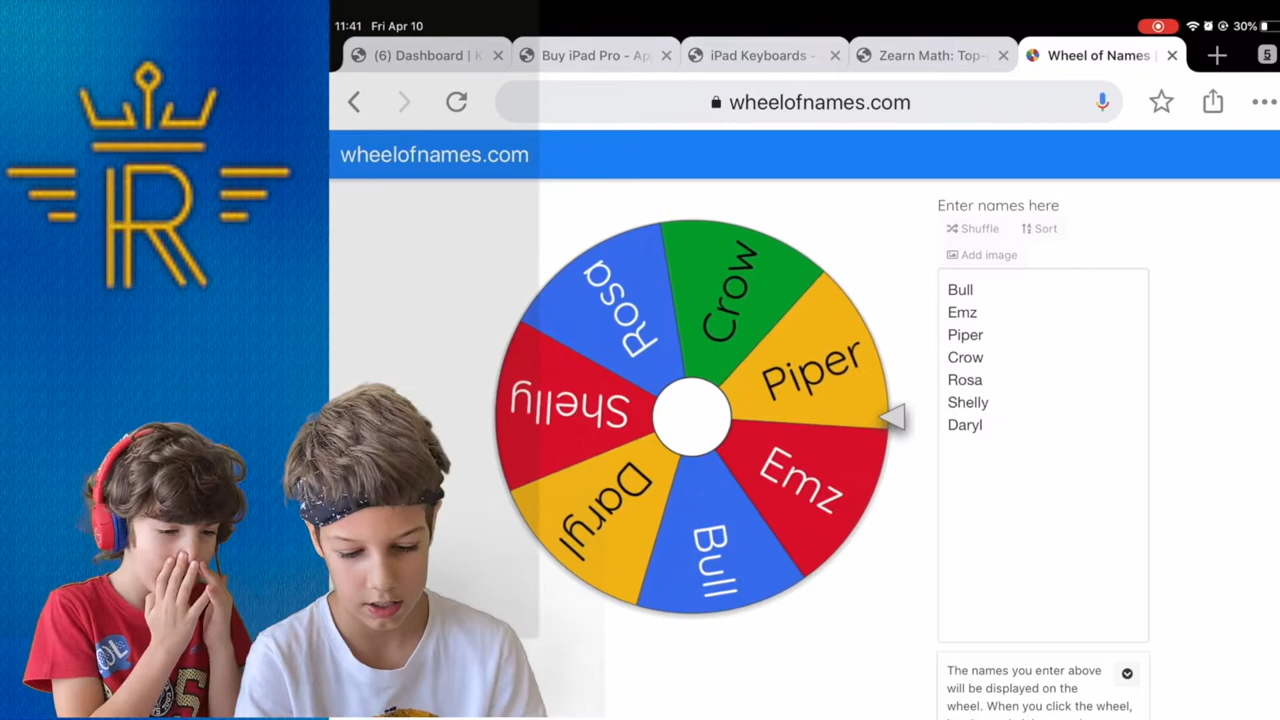 11:41 Fri Apr 10
30%
(6) Dashboard | K
Buy iPad Pro - Ap
iPad Keyboards -
Zearn Math: Top-
Wheel of Names |
5
wheelofnames.com
wheelofnames.com
R
Enter names here
Shuffle Sort
Add image
Bull
Emz
Piper
Crow
Rosa
Shelly
Daryl
Crow
Piper
Emz
Bull
Daryl
Shelly
Rosa
The names you enter above
will be displayed on the
wheel. When you click the wheel,